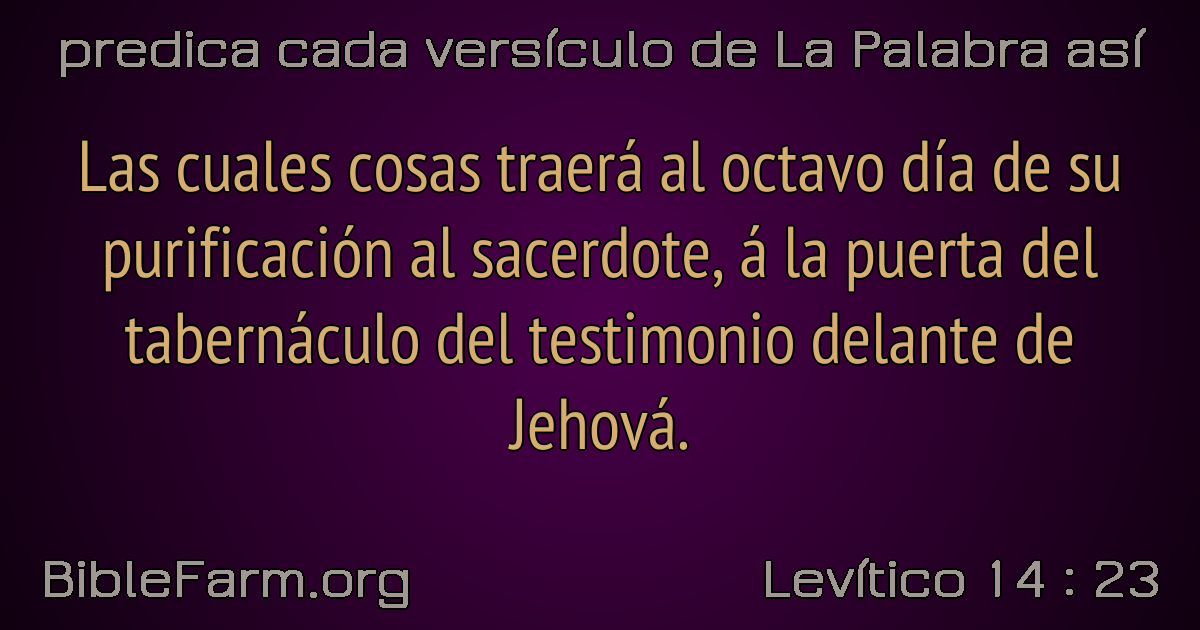 predica cada versículo de La Palabra así
Las cuales cosas traerá al octavo día de su
purificación al sacerdote, á la puerta del
tabernáculo del testimonio delante de
Jehová.
BibleFarm.org
Levítico 14 : 23